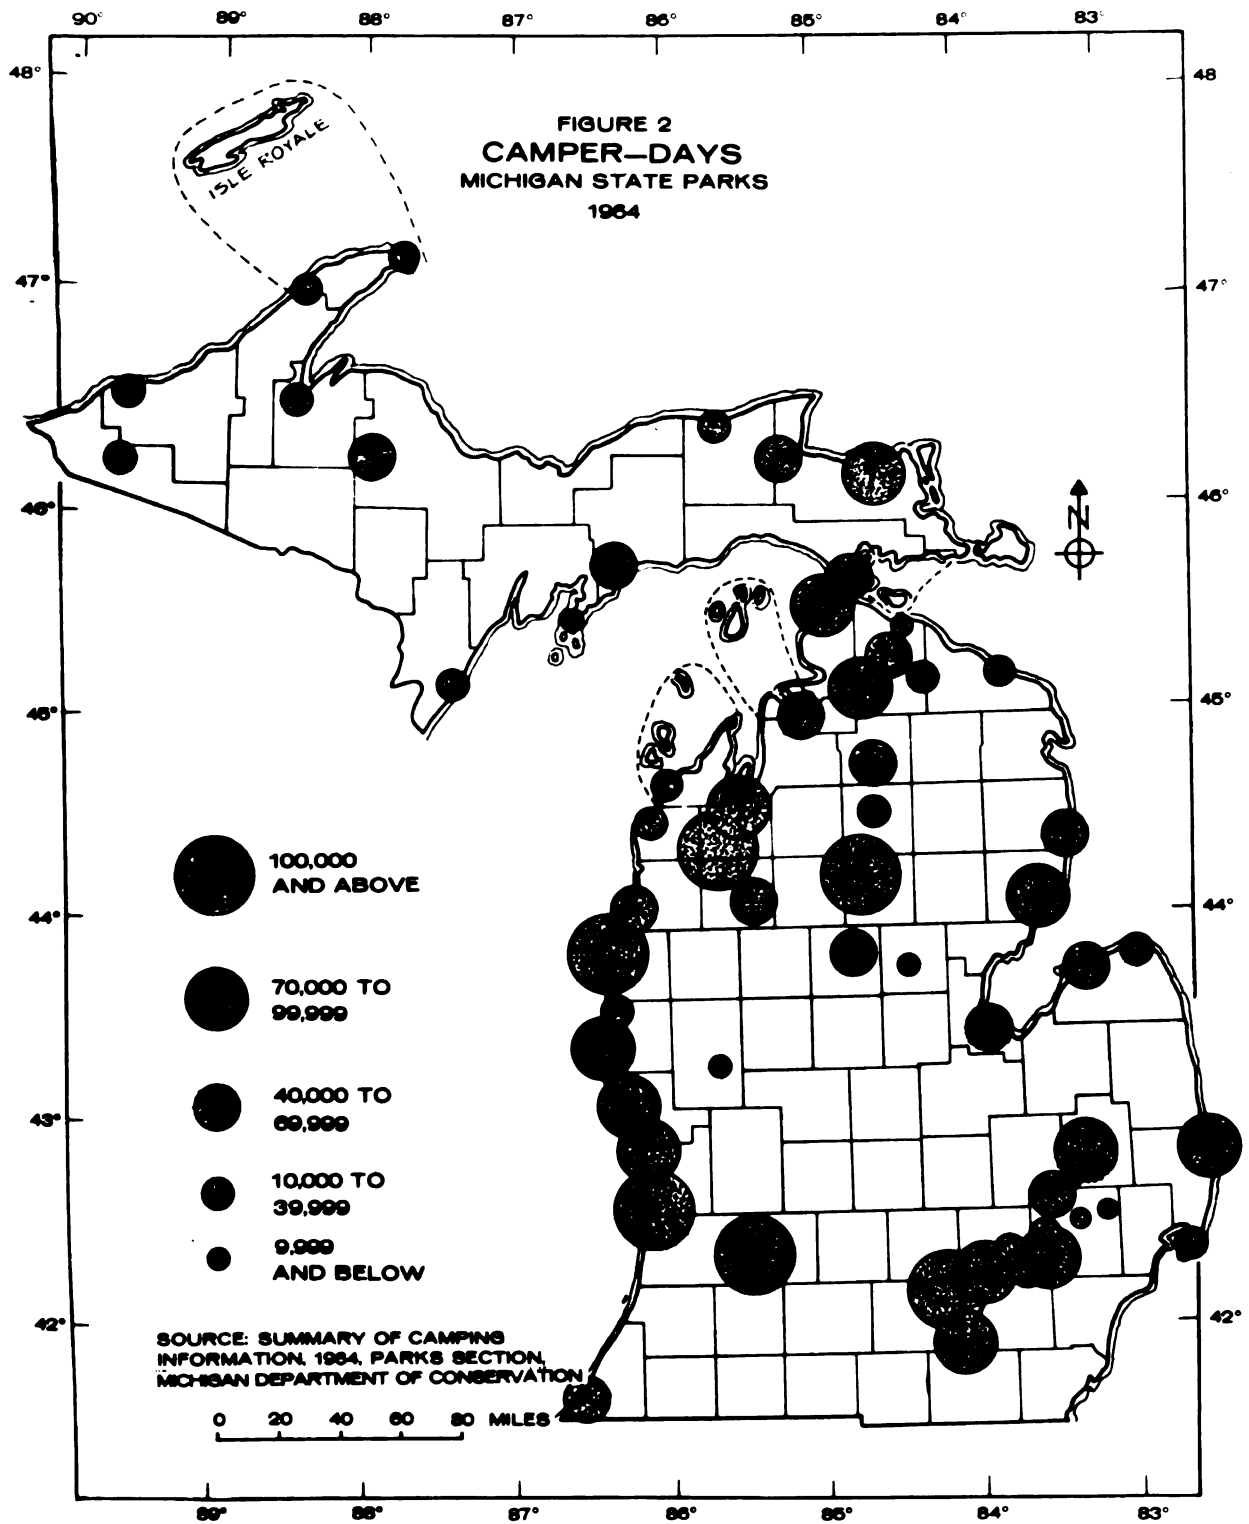 90° 89° 88° 87° 86° 85° 84° 83°
48° 48
FIGURE 2
CAMPER—DAYS
MICHIGAN STATE PARKS
1964
ISLE ROYALE
47° 47°
46° 46°
N
45° 45°
100,000
AND ABOVE
44° 44°
70,000 TO
99,999
40,000 TO
69,999
43° 43°
10,000 TO
39,999
9,999
AND BELOW
42° 42°
SOURCE: SUMMARY OF CAMPING
INFORMATION, 1964, PARKS SECTION,
MICHIGAN DEPARTMENT OF CONSERVATION
0 20 40 60 80 MILES
89° 88° 87° 86° 85° 84° 83°